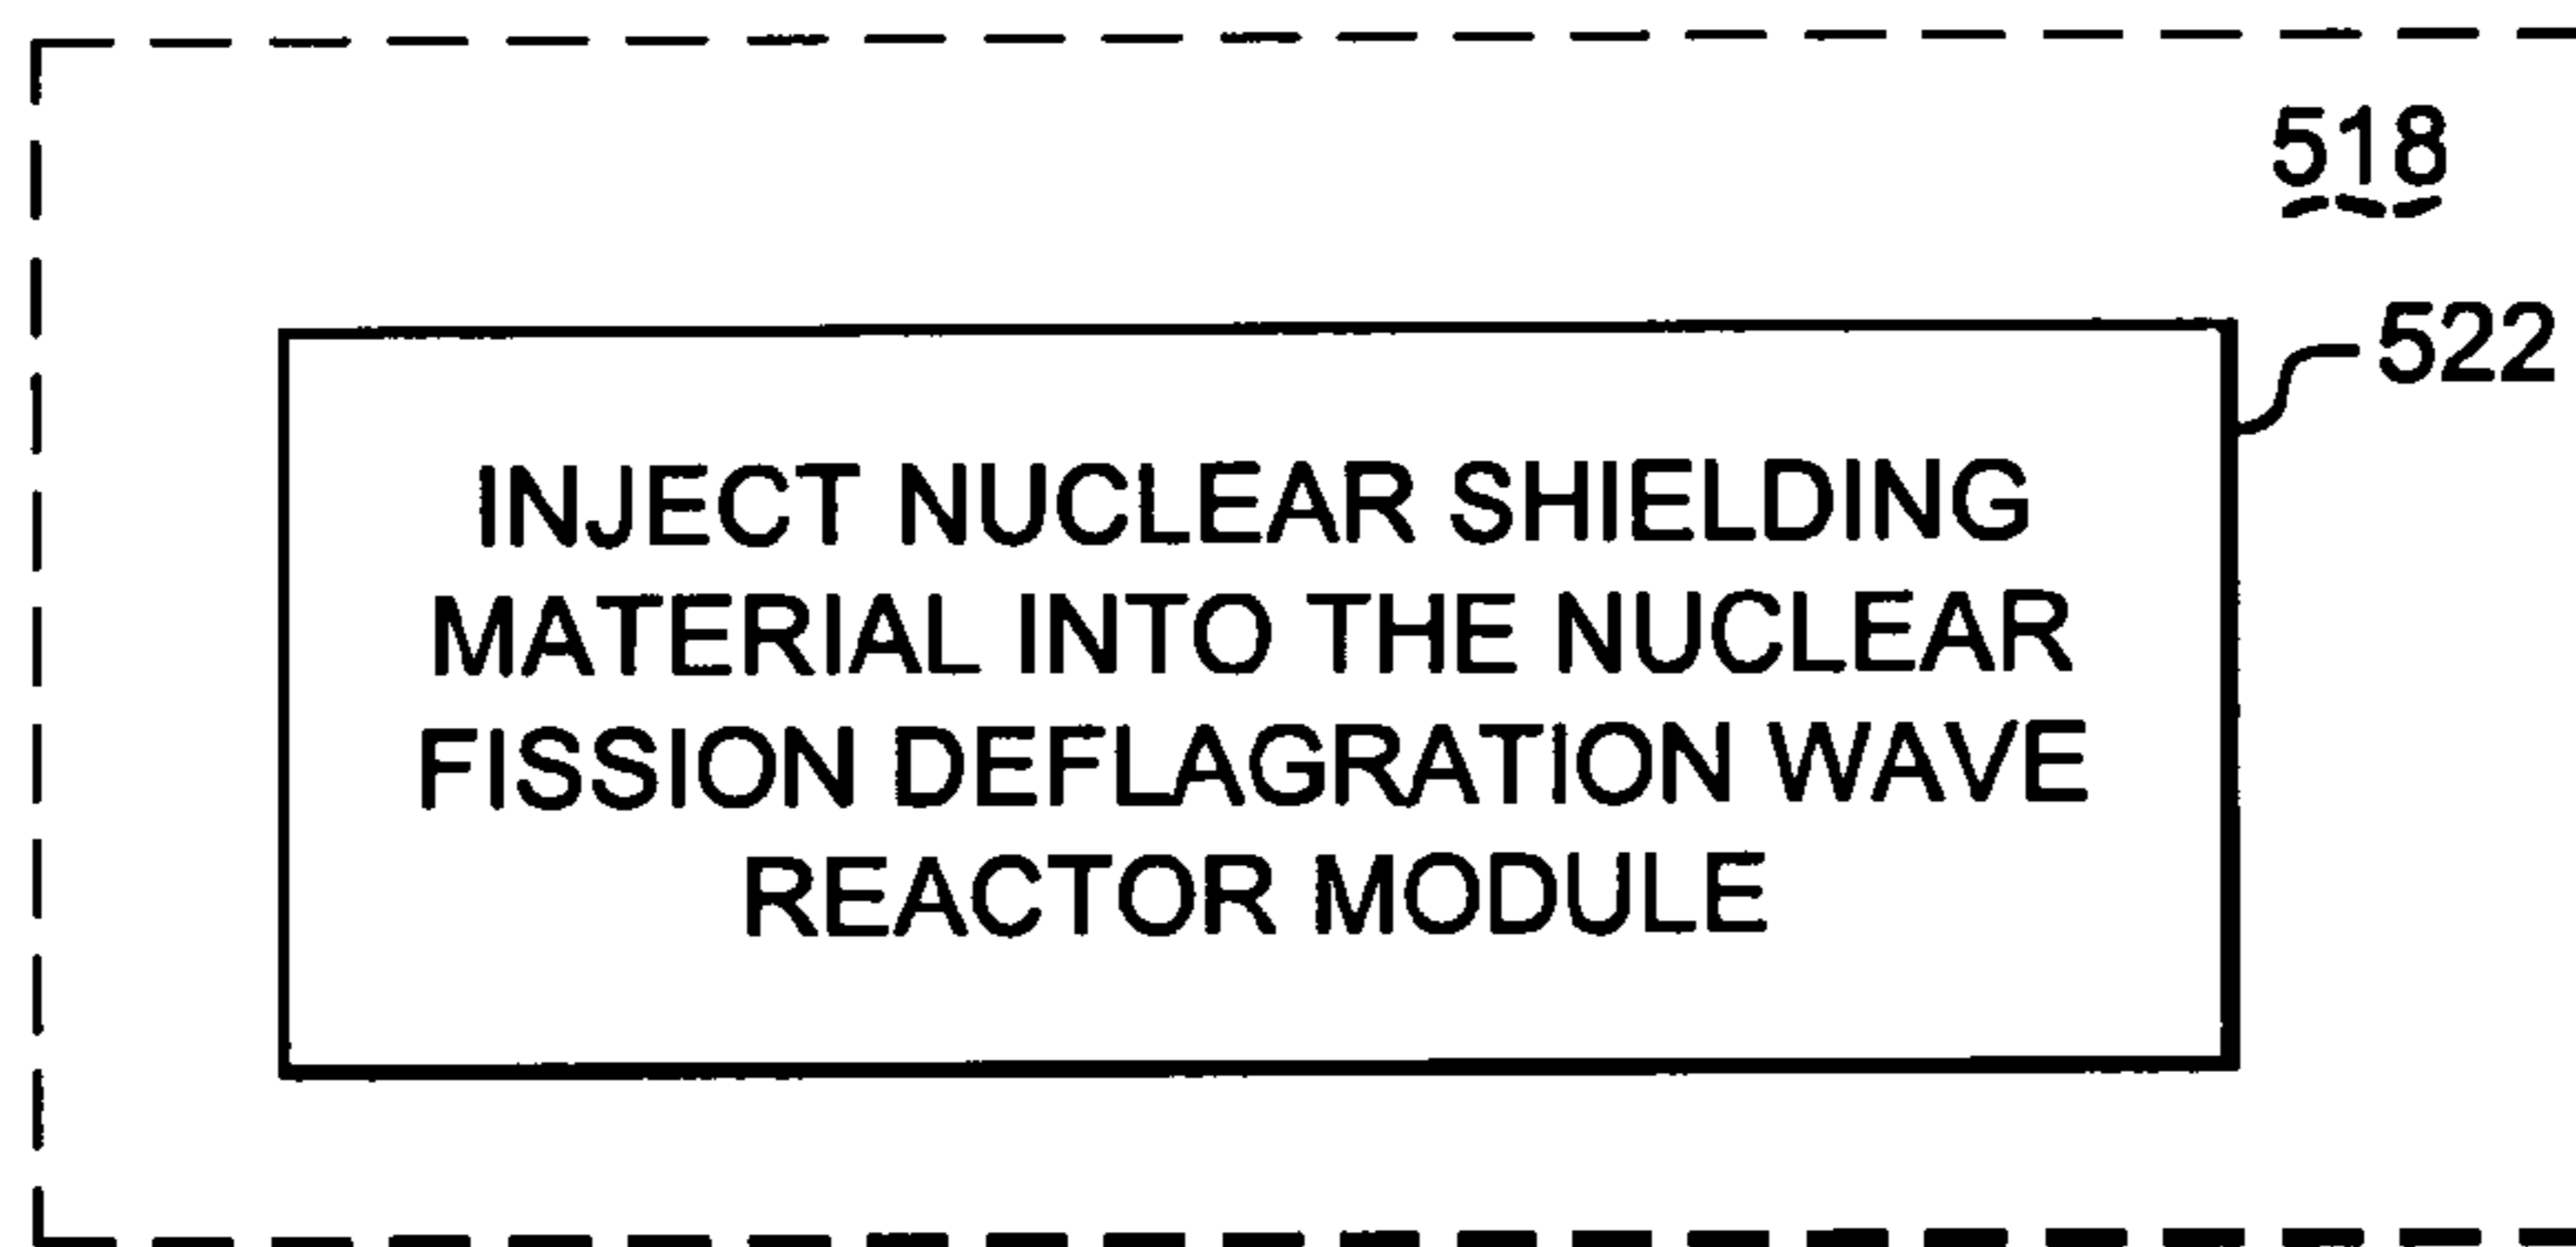 518
522
INJECT NUCLEAR SHIELDING
MATERIAL INTO THE NUCLEAR
FISSION DEFLAGRATION WAVE
REACTOR MODULE